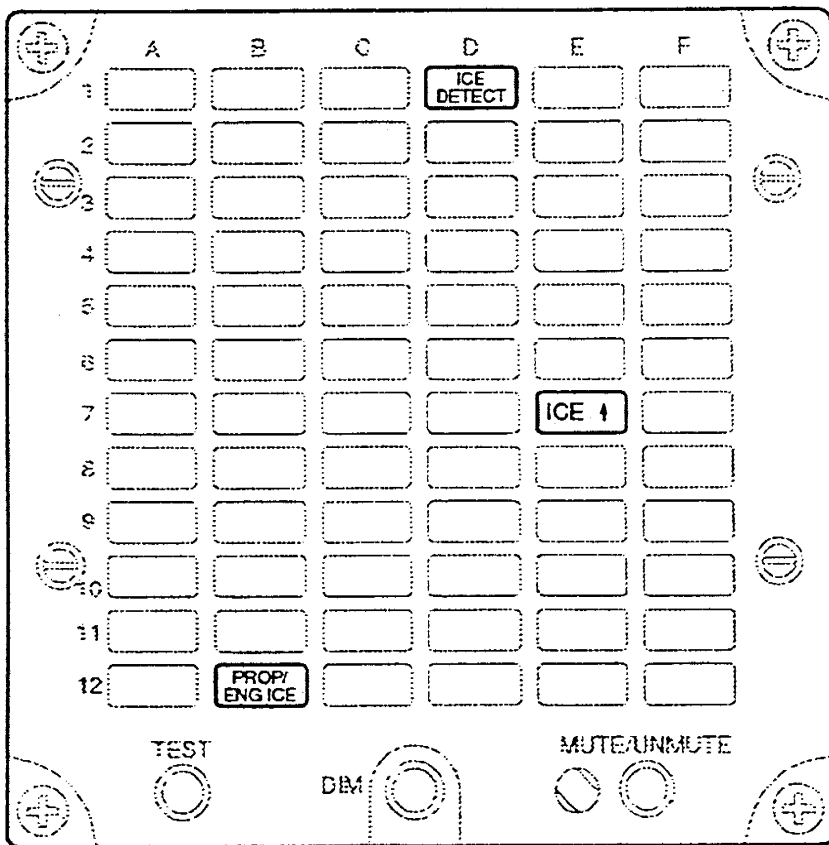 A B C D E F
1
ICE
DETECT
2
3
4
5
6
7
ICE
8
9
10
11
12
PROP/
ENG ICE
TEST
DIM
MUTE/UNMUTE